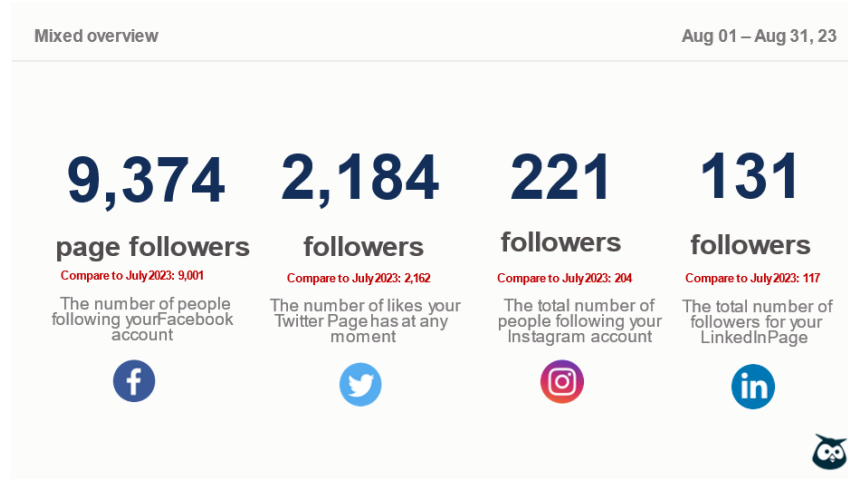 Mixed overview
Aug 01 – Aug 31, 23
9,374
page followers
Compare to July 2023: 9,001
The number of people
following yourFacebook
account
2,184
followers
Compare to July 2023: 2,162
The number of likes your
Twitter Page has at any
moment
221
followers
Compare to July 2023: 204
The total number of
people following your
Instagram account
131
followers
Compare to July 2023: 117
The total number of
followers for your
LinkedInPage
f
in